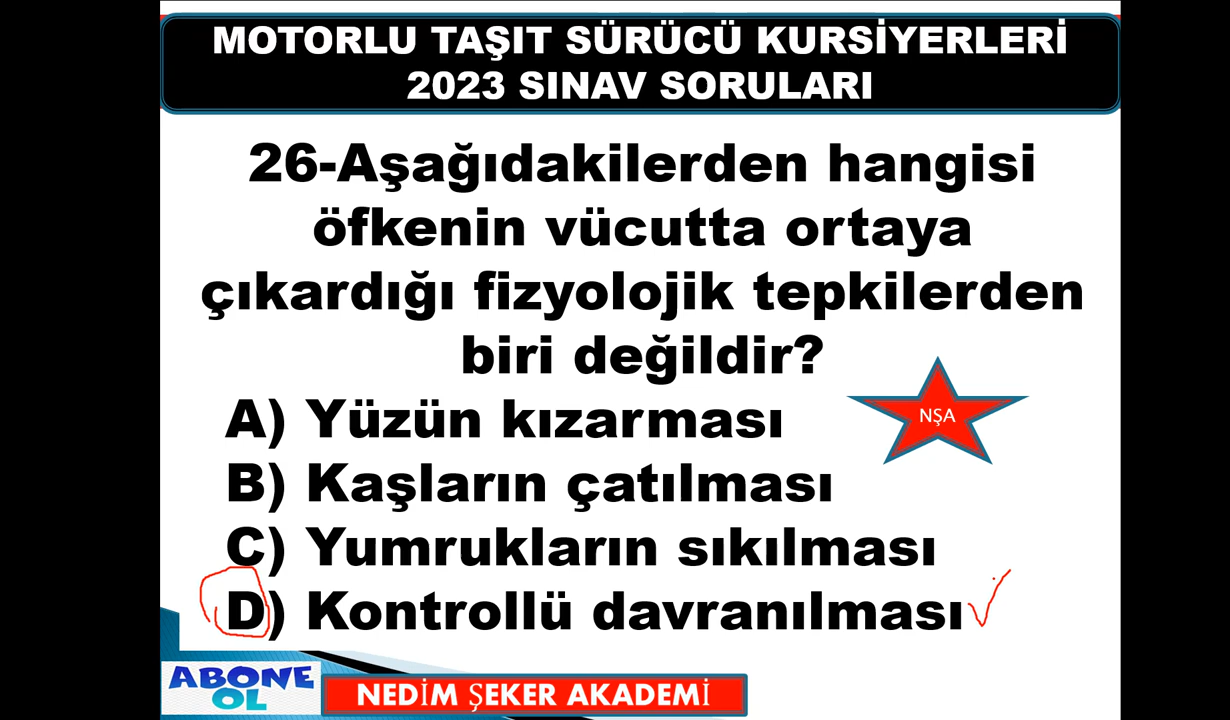 MOTORLU TAŞIT SÜRÜCÜ KURSİYERLERİ
2023 SINAV SORULARI
26-Aşağıdakilerden hangisi
öfkenin vücutta ortaya
çıkardığı fizyolojik tepkilerden
biri değildir?
NŞA
A) Yüzün kızarması
B) Kaşların çatılması
C) Yumrukların sıkılması
D) Kontrollü davranılması
ABONE
OL
NEDİM ŞEKER AKADEMİ